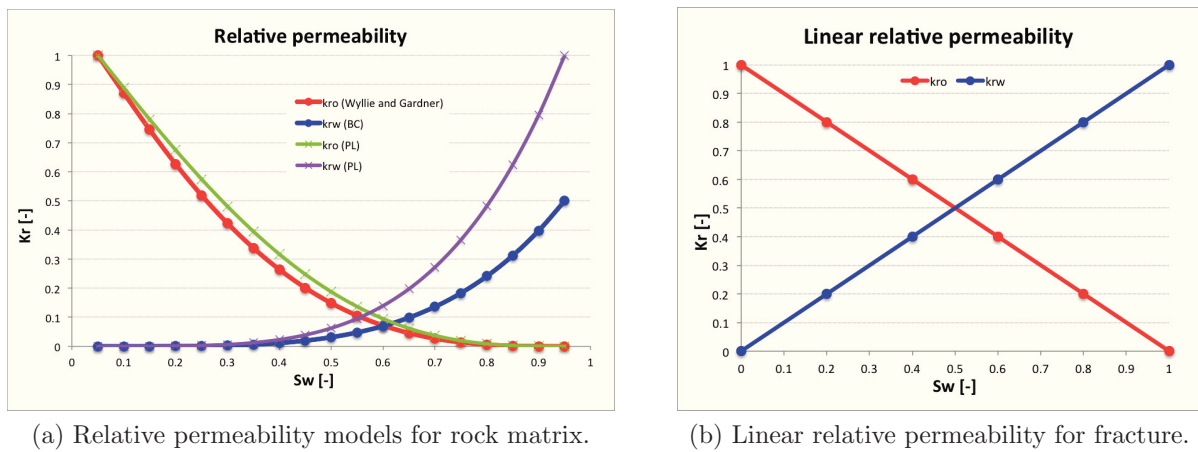 Relative permeability
1
0.9
0.8
0.7
0.6
0.5
0.4
0.3
0.2
0.1
0
Kr [-]
kro (Wyllie and Gardner)
krw (BC)
kro (PL)
krw (PL)
0 0.1 0.2 0.3 0.4 0.5 0.6 0.7 0.8 0.9 1
Sw [-]
(a) Relative permeability models for rock matrix.
Linear relative permeability
1
0.9
0.8
0.7
0.6
0.5
0.4
0.3
0.2
0.1
0
Kr [-]
kro krw
0 0.1 0.2 0.3 0.4 0.5 0.6 0.7 0.8 0.9 1
Sw [-]
(b) Linear relative permeability for fracture.